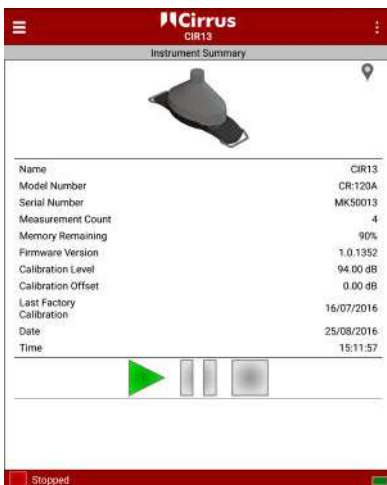 Cirrus
CIR13
Instrument Summary
Name CIR13
Model Number CR:120A
Serial Number MK50013
Measurement Count 4
Memory Remaining 90%
Firmware Version 1.0.1352
Calibration Level 94.00 dB
Calibration Offset 0.00 dB
Last Factory
Calibration 16/07/2016
Date 25/08/2016
Time 15:11:57
Stopped